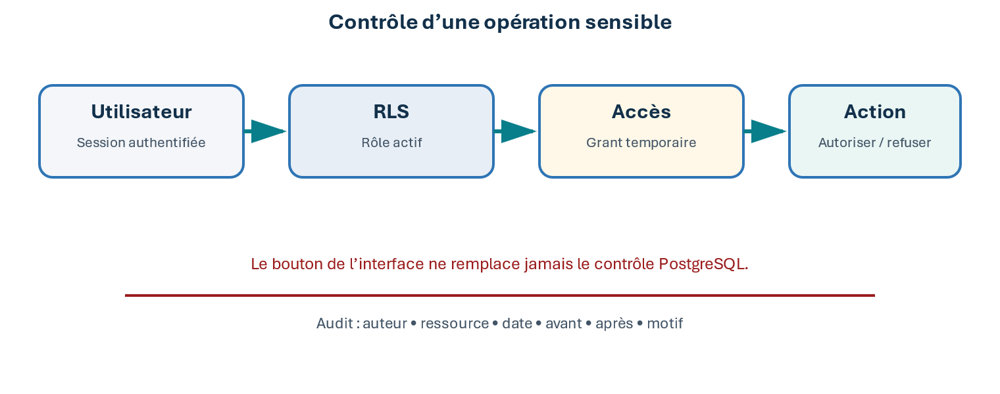 Contrôle d’une opération sensible
Utilisateur
Session authentifiée
RLS
Rôle actif
Accès
Grant temporaire
Action
Autoriser / refuser
Le bouton de l’interface ne remplace jamais le contrôle PostgreSQL.
Audit : auteur • ressource • date • avant • après • motif